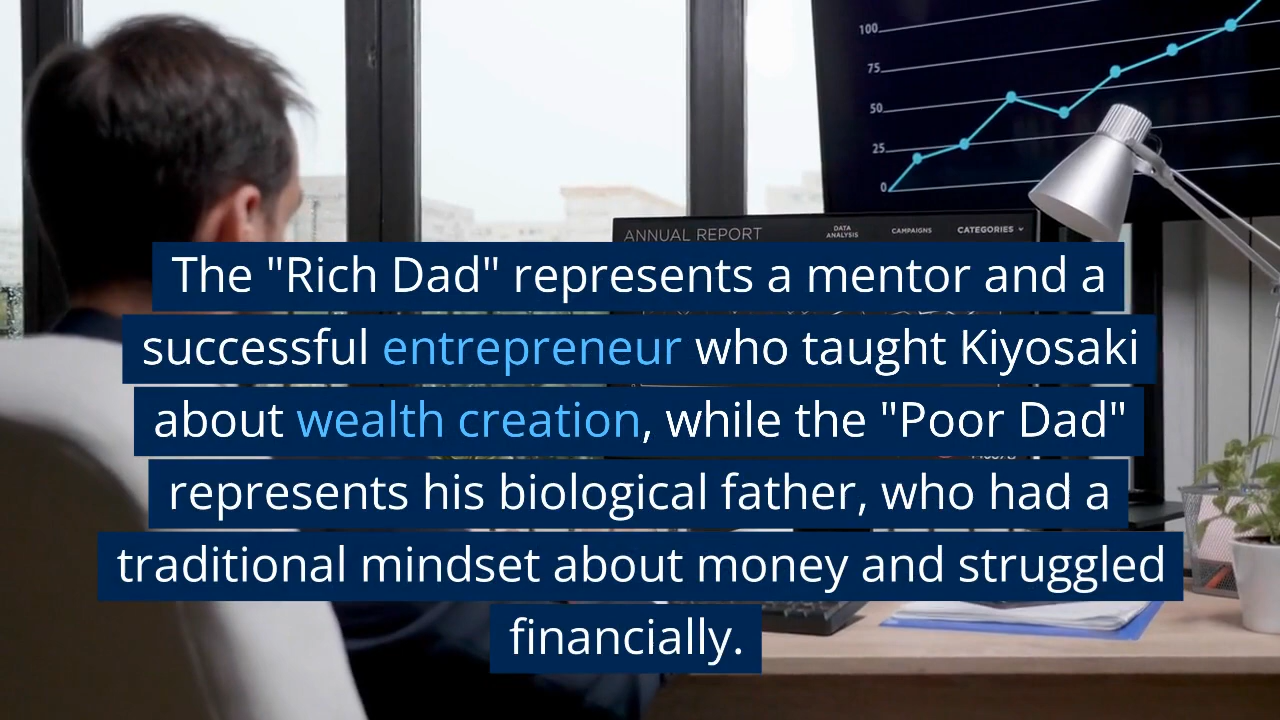 100
75
50
25
0
ANNUAL REPORT
DATA
ANALYSIS
CAMPAIGNS
CATEGORIES
The "Rich Dad" represents a mentor and a
successful entrepreneur who taught Kiyosaki
about wealth creation, while the "Poor Dad"
represents his biological father, who had a
traditional mindset about money and struggled
financially.